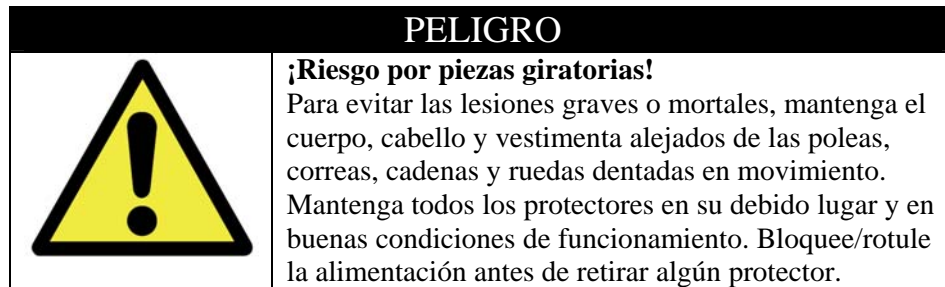 PELIGRO
¡Riesgo por piezas giratorias!
Para evitar las lesiones graves o mortales, mantenga el
cuerpo, cabello y vestimenta alejados de las poleas,
correas, cadenas y ruedas dentadas en movimiento.
Mantenga todos los protectores en su debido lugar y en
buenas condiciones de funcionamiento. Bloquee/rotule
la alimentación antes de retirar algún protector.